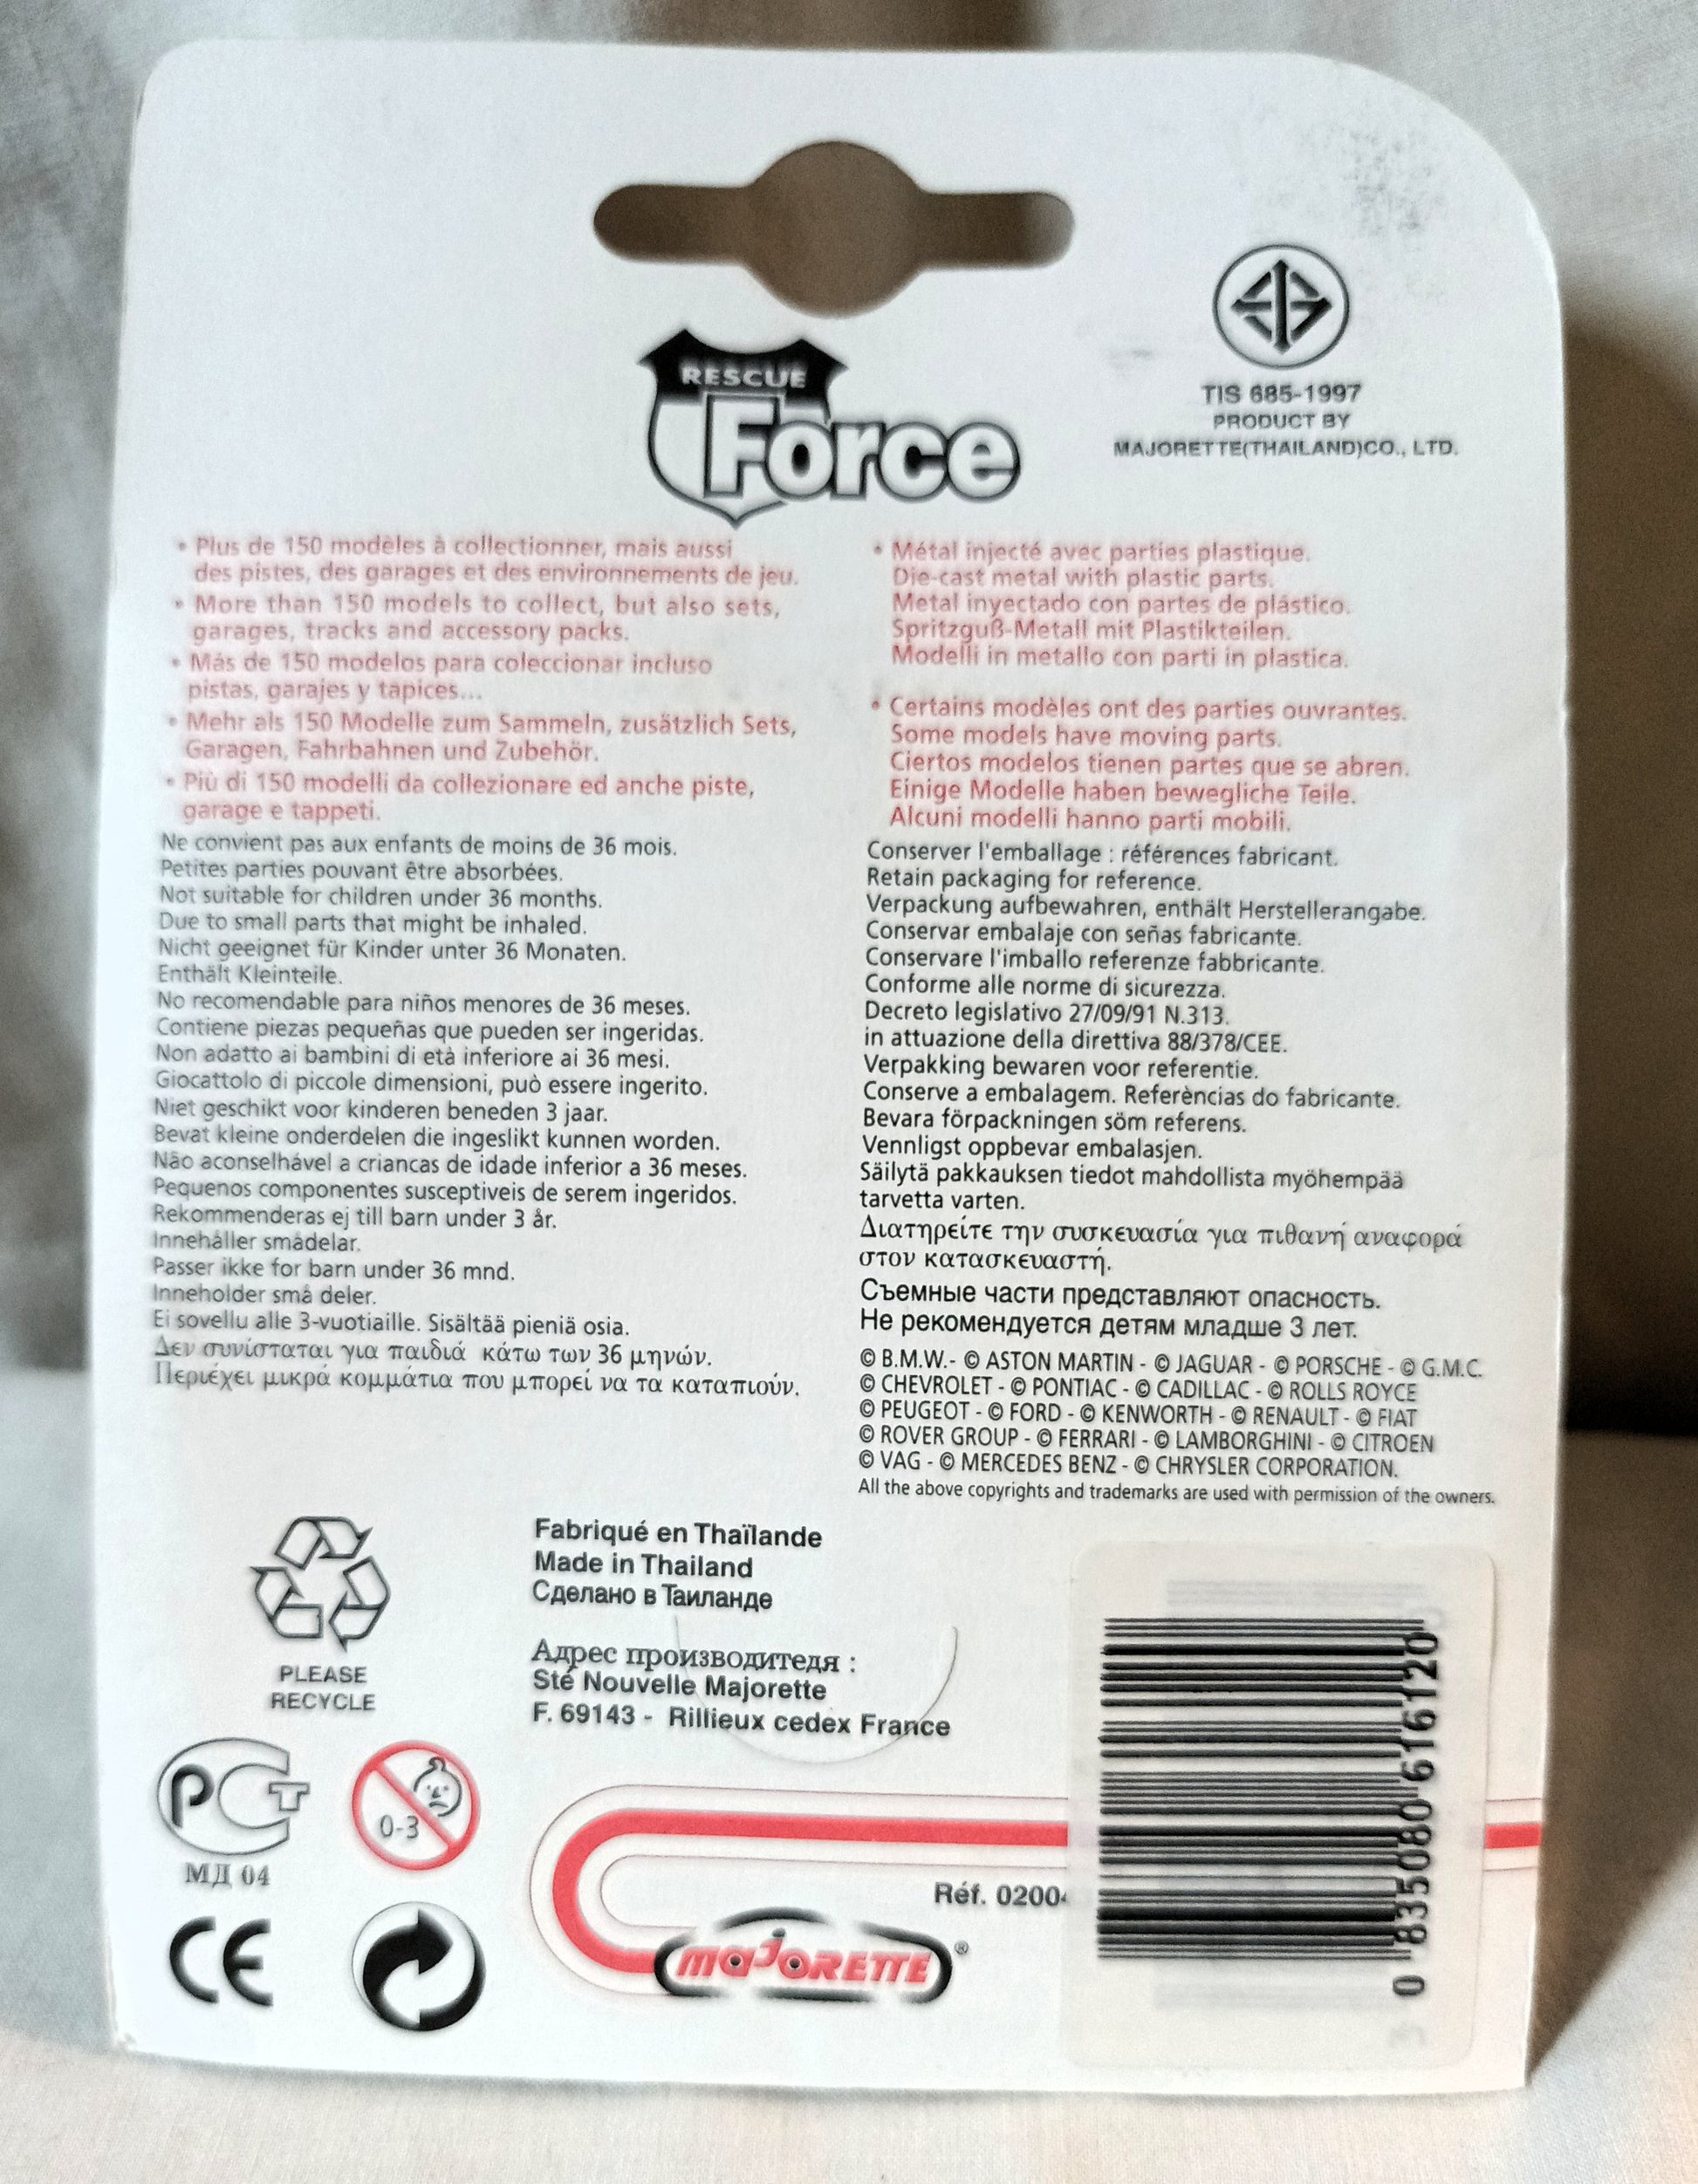 RESCUE
Force
TIS 685-1997
PRODUCT BY
MAJORETTE(THAILAND)CO., LTD.
• Plus de 150 modèles à collectionner, mais aussi
des pistes, des garages et des environnements de jeu.
• More than 150 models to collect, but also sets,
garages, tracks and accessory packs.
• Más de 150 modelos para coleccionar incluso
pistas, garajes y tapices...
• Mehr als 150 Modelle zum Sammeln, zusätzlich Sets,
Garagen, Fahrbahnen und Zubehör.
• Più di 150 modelli da collezionare ed anche piste,
garage e tappeti.
Ne convient pas aux enfants de moins de 36 mois.
Petites parties pouvant être absorbées.
Not suitable for children under 36 months.
Due to small parts that might be inhaled.
Nicht geeignet für Kinder unter 36 Monaten.
Enthält Kleinteile.
No recomendable para niños menores de 36 meses.
Contiene piezas pequeñas que pueden ser ingeridas.
Non adatto ai bambini di età inferiore ai 36 mesi.
Giocattolo di piccole dimensioni, può essere ingerito.
Niet geschikt voor kinderen beneden 3 jaar.
Bevat kleine onderdelen die ingeslikt kunnen worden.
Não aconselhável a criancas de idade inferior a 36 meses.
Pequenos componentes susceptiveis de serem ingeridos.
Rekommenderas ej till barn under 3 år.
Innehåller smådelar.
Passer ikke for barn under 36 mnd.
Inneholder små deler.
Ei sovellu alle 3-vuotiaille. Sisältää pieniä osia.
Δεν συνίσταται για παιδιά κάτω των 36 μηνών.
Περιέχει μικρά κομμάτια που μπορεί να τα καταπιούν.
• Métal injecté avec parties plastique.
Die-cast metal with plastic parts.
Metal inyectado con partes de plástico.
Spritzguß-Metall mit Plastikteilen.
Modelli in metallo con parti in plastica.
• Certains modèles ont des parties ouvrantes.
Some models have moving parts.
Ciertos modelos tienen partes que se abren.
Einige Modelle haben bewegliche Teile.
Alcuni modelli hanno parti mobili.
Conserver l'emballage : références fabricant.
Retain packaging for reference.
Verpackung aufbewahren, enthält Herstellerangabe.
Conservar embalaje con señas fabricante.
Conservare l'imballo referenze fabbricante.
Conforme alle norme di sicurezza.
Decreto legislativo 27/09/91 N.313.
in attuazione della direttiva 88/378/CEE.
Verpakking bewaren voor referentie.
Conserve a embalagem. Referèncias do fabricante.
Bevara förpackningen söm referens.
Vennligst oppbevar embalasjen.
Säilytä pakkauksen tiedot mahdollista myöhempää
tarvetta varten.
Διατηρείτε την συσκευασία για πιθανή αναφορά
στον κατασκευαστή.
Съемные части представляют опасность.
Не рекомендуется детям младше 3 лет.
© B.M.W.- © ASTON MARTIN - © JAGUAR - © PORSCHE - © G.M.C.
© CHEVROLET - © PONTIAC - © CADILLAC - © ROLLS ROYCE
© PEUGEOT - © FORD - © KENWORTH - © RENAULT - © FIAT
© ROVER GROUP - © FERRARI - © LAMBORGHINI - © CITROEN
© VAG - © MERCEDES BENZ - © CHRYSLER CORPORATION.
All the above copyrights and trademarks are used with permission of the owners.
PLEASE
RECYCLE
Fabriqué en Thaïlande
Made in Thailand
Сделано в Таиланде
Адрес производитедя :
Sté Nouvelle Majorette
F. 69143 - Rillieux cedex France
РСТ
МД 04
0-3
CE
Réf. 0200
MAJORETTE ®
0 835080 616120